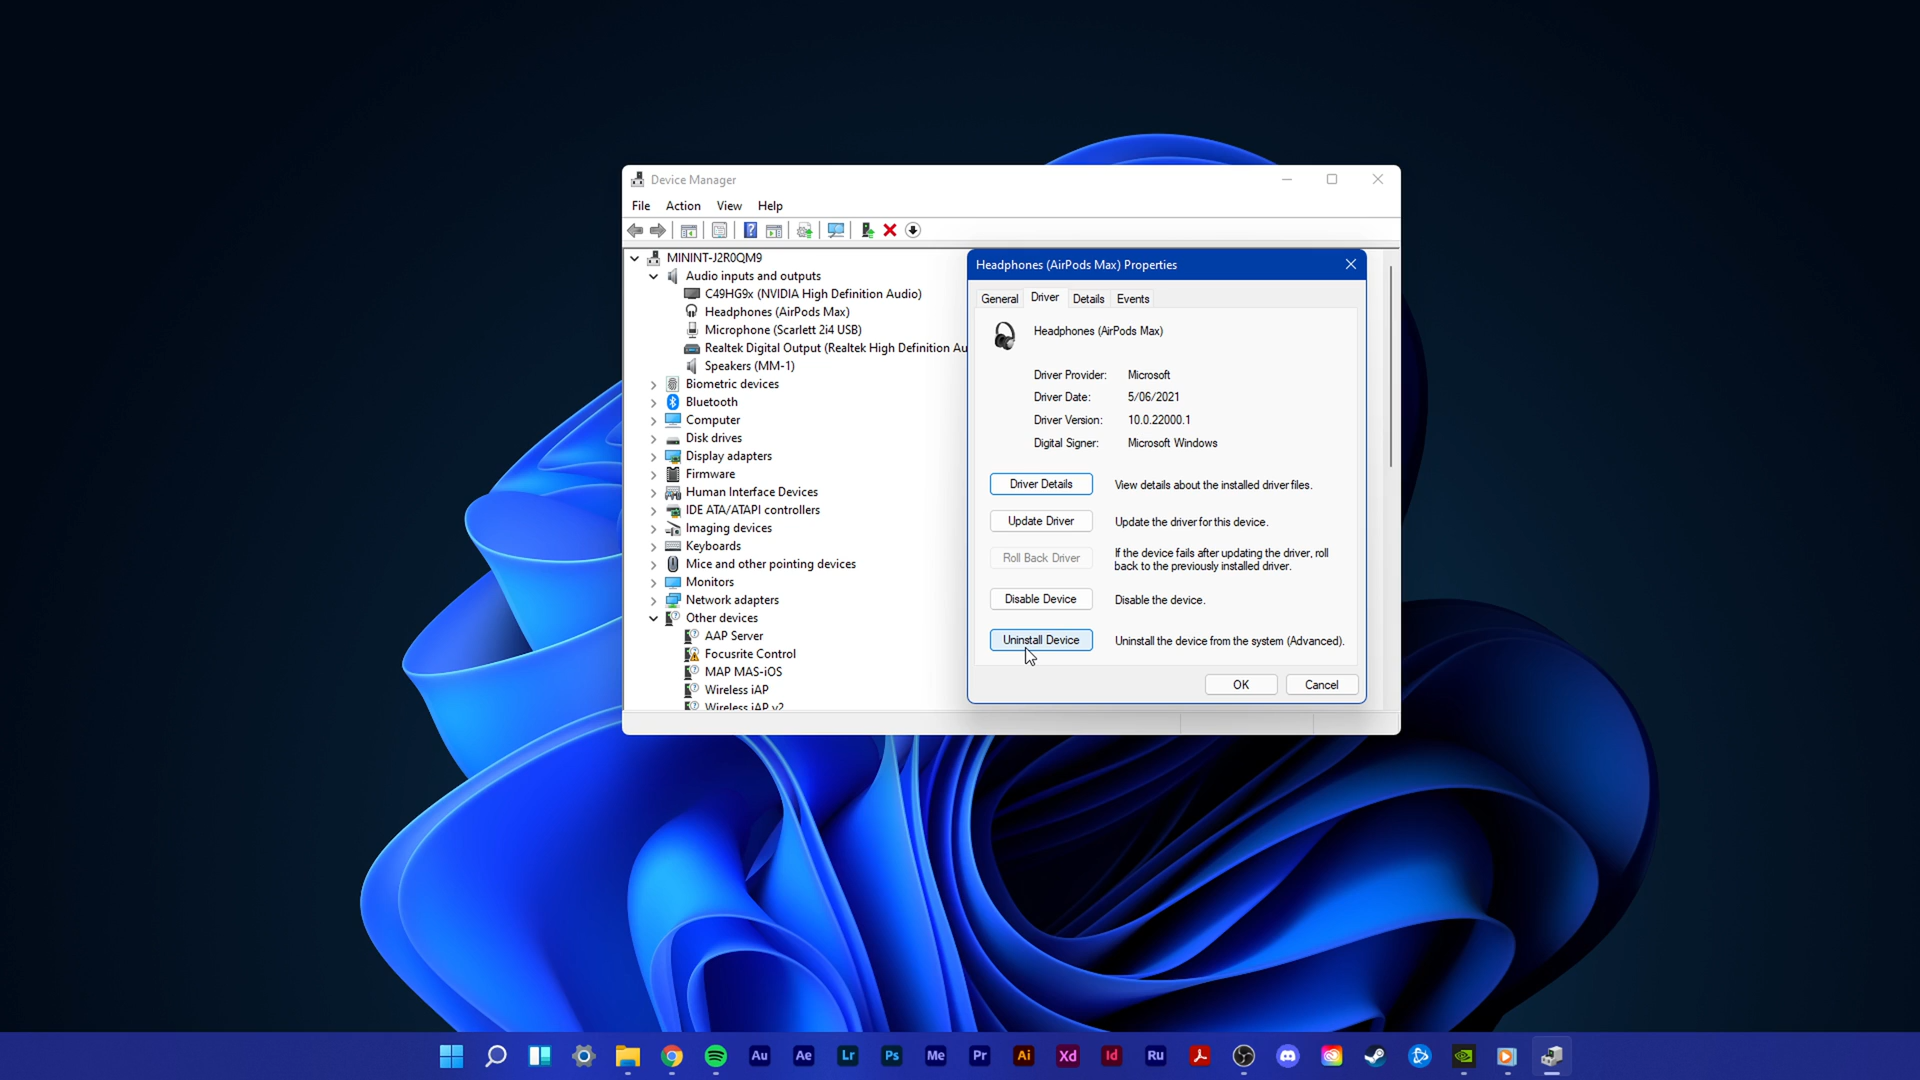 Device Manager
File Action View Help
MININT-J2R0QM9
Audio inputs and outputs
C49HG9x (NVIDIA High Definition Audio)
Headphones (AirPods Max)
Microphone (Scarlett 2i4 USB)
Realtek Digital Output (Realtek High Definition Au
Speakers (MM-1)
Biometric devices
Bluetooth
Computer
Disk drives
Display adapters
Firmware
Human Interface Devices
IDE ATA/ATAPI controllers
Imaging devices
Keyboards
Mice and other pointing devices
Monitors
Network adapters
Other devices
AAP Server
Focusrite Control
MAP MAS-iOS
Wireless iAP
Wireless iAP v2
Headphones (AirPods Max) Properties
General Driver Details Events
Headphones (AirPods Max)
Driver Provider: Microsoft
Driver Date: 5/06/2021
Driver Version: 10.0.22000.1
Digital Signer: Microsoft Windows
Driver Details View details about the installed driver files.
Update Driver Update the driver for this device.
Roll Back Driver If the device fails after updating the driver, roll
back to the previously installed driver.
Disable Device Disable the device.
Uninstall Device Uninstall the device from the system (Advanced).
OK Cancel
Au Ae Lr Ps Me Pr Ai Xd Id Ru